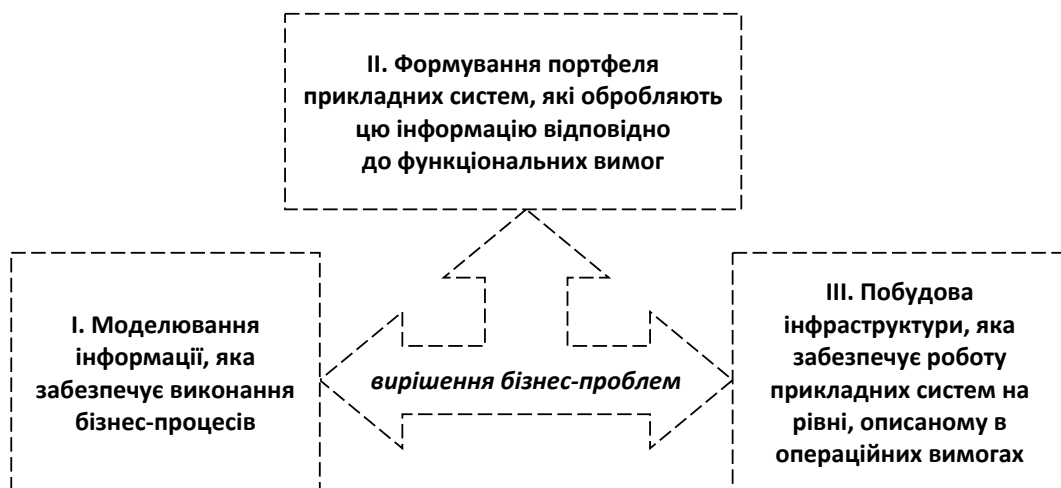 II. Формування портфеля
прикладних систем, які обробляють
цю інформацію відповідно
до функціональних вимог
I. Моделювання
інформації, яка
забезпечує виконання
бізнес-процесів
вирішення бізнес-проблем
III. Побудова
інфраструктури, яка
забезпечує роботу
прикладних систем на
рівні, описаному в
операційних вимогах